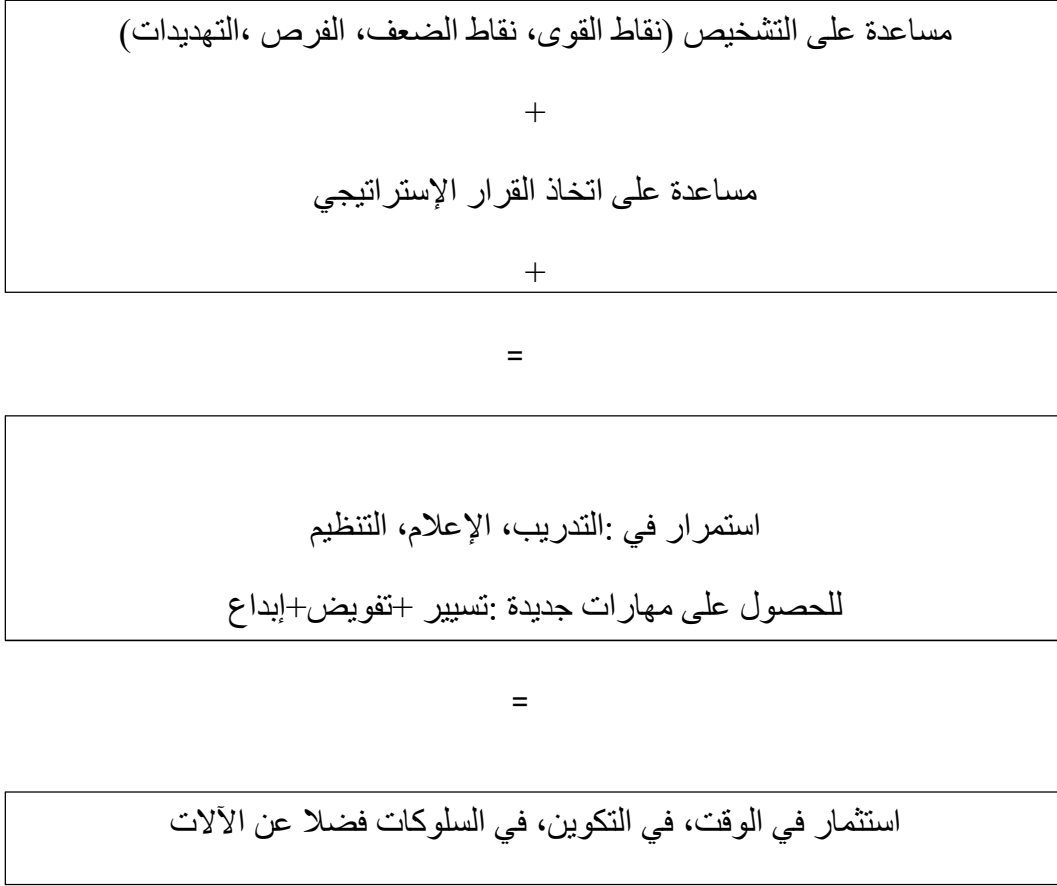 مساعدة على التشخيص (نقاط القوى، نقاط الضعف، الفرص ،التهديدات)
+
مساعدة على اتخاذ القرار الإستراتيجي
+
=
استمرار في :التدريب، الإعلام، التنظيم
للحصول على مهارات جديدة :تسيير +تفويض+إبداع
=
استثمار في الوقت، في التكوين، في السلوكات فضلا عن الآلات